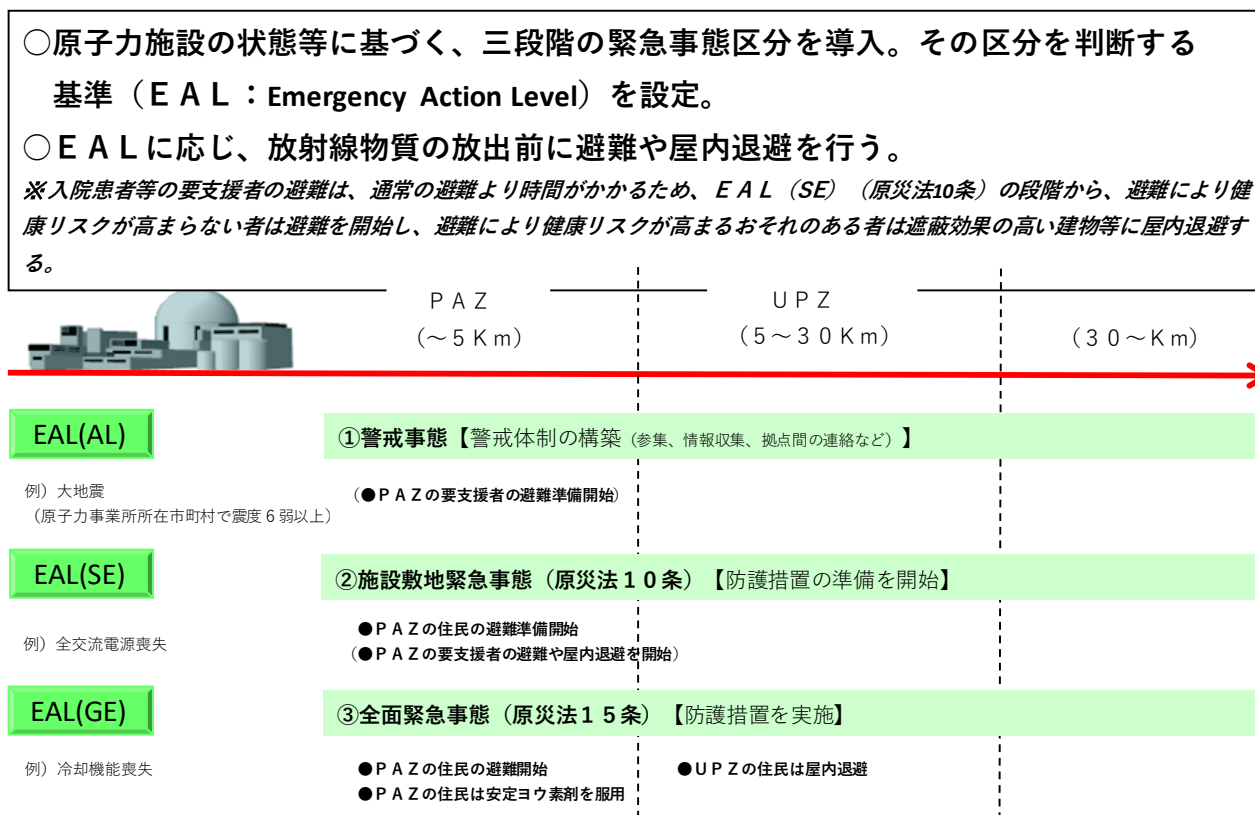 ○原子力施設の状態等に基づく、三段階の緊急事態区分を導入。その区分を判断する
基準（ＥＡＬ：Emergency Action Level）を設定。
○ＥＡＬに応じ、放射線物質の放出前に避難や屋内退避を行う。
※入院患者等の要支援者の避難は、通常の避難より時間がかかるため、ＥＡＬ（SE）（原災法10条）の段階から、避難により健
康リスクが高まらない者は避難を開始し、避難により健康リスクが高まるおそれのある者は遮蔽効果の高い建物等に屋内退避す
る。
ＰＡＺ
（～５Ｋｍ）
ＵＰＺ
（５～３０Ｋｍ）
（３０～Ｋｍ）
EAL(AL)
①警戒事態【警戒体制の構築（参集、情報収集、拠点間の連絡など）】
例）大地震
（原子力事業所所在市町村で震度６弱以上）
（●ＰＡＺの要支援者の避難準備開始）
EAL(SE)
②施設敷地緊急事態（原災法１０条）【防護措置の準備を開始】
例）全交流電源喪失
●ＰＡＺの住民の避難準備開始
（●ＰＡＺの要支援者の避難や屋内退避を開始）
EAL(GE)
③全面緊急事態（原災法１５条）【防護措置を実施】
例）冷却機能喪失
●ＰＡＺの住民の避難開始
●ＰＡＺの住民は安定ヨウ素剤を服用
●ＵＰＺの住民は屋内退避